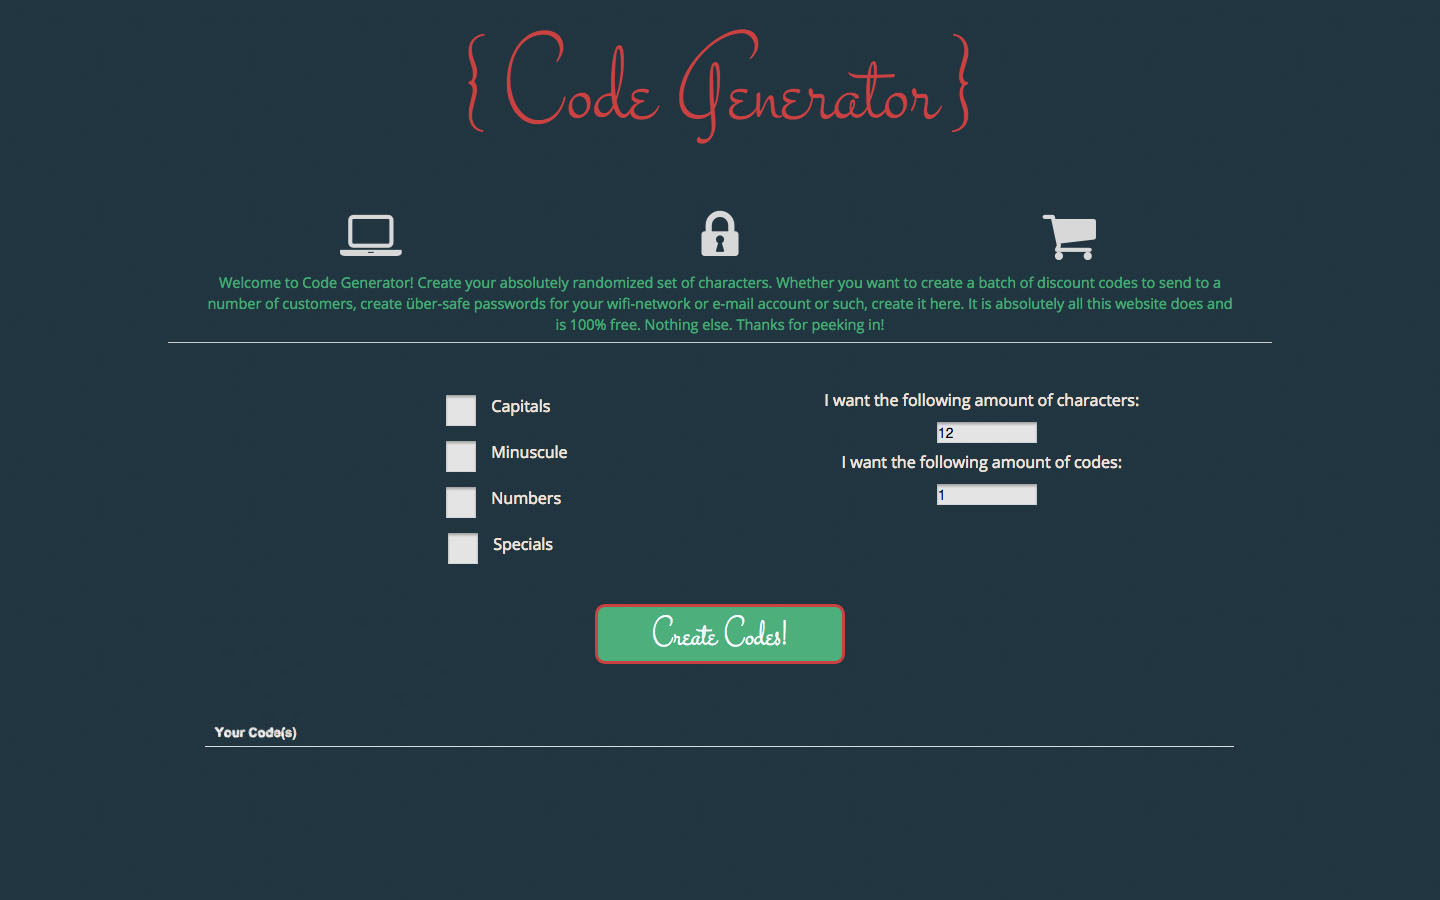 { Code Generator }
Welcome to Code Generator! Create your absolutely randomized set of characters. Whether you want to create a batch of discount codes to send to a
number of customers, create über-safe passwords for your wifi-network or e-mail account or such, create it here. It is absolutely all this website does and
is 100% free. Nothing else. Thanks for peeking in!
Capitals
Minuscule
Numbers
Specials
I want the following amount of characters:
12
I want the following amount of codes:
1
Create Codes!
Your Code(s)